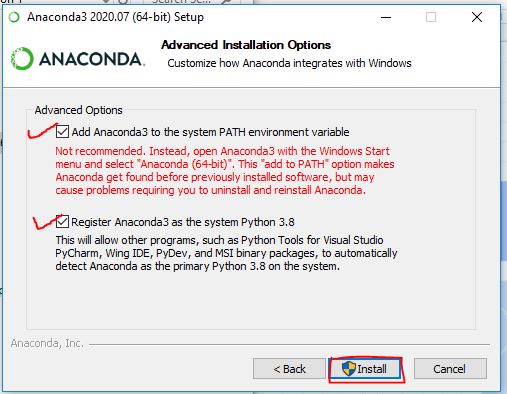 Anaconda3 2020.07 (64-bit) Setup
Advanced Installation Options
ANACONDA.
Customize how Anaconda integrates with Windows
Advanced Options
Add Anaconda3 to the system PATH environment variable
Not recommended. Instead, open Anaconda3 with the Windows Start
menu and select "Anaconda (64-bit)". This "add to PATH" option makes
Anaconda get found before previously installed software, but may
cause problems requiring you to uninstall and reinstall Anaconda.
Register Anaconda3 as the system Python 3.8
This will allow other programs, such as Python Tools for Visual Studio
PyCharm, Wing IDE, PyDev, and MSI binary packages, to automatically
detect Anaconda as the primary Python 3.8 on the system.
Anaconda, Inc.
< Back
Install
Cancel